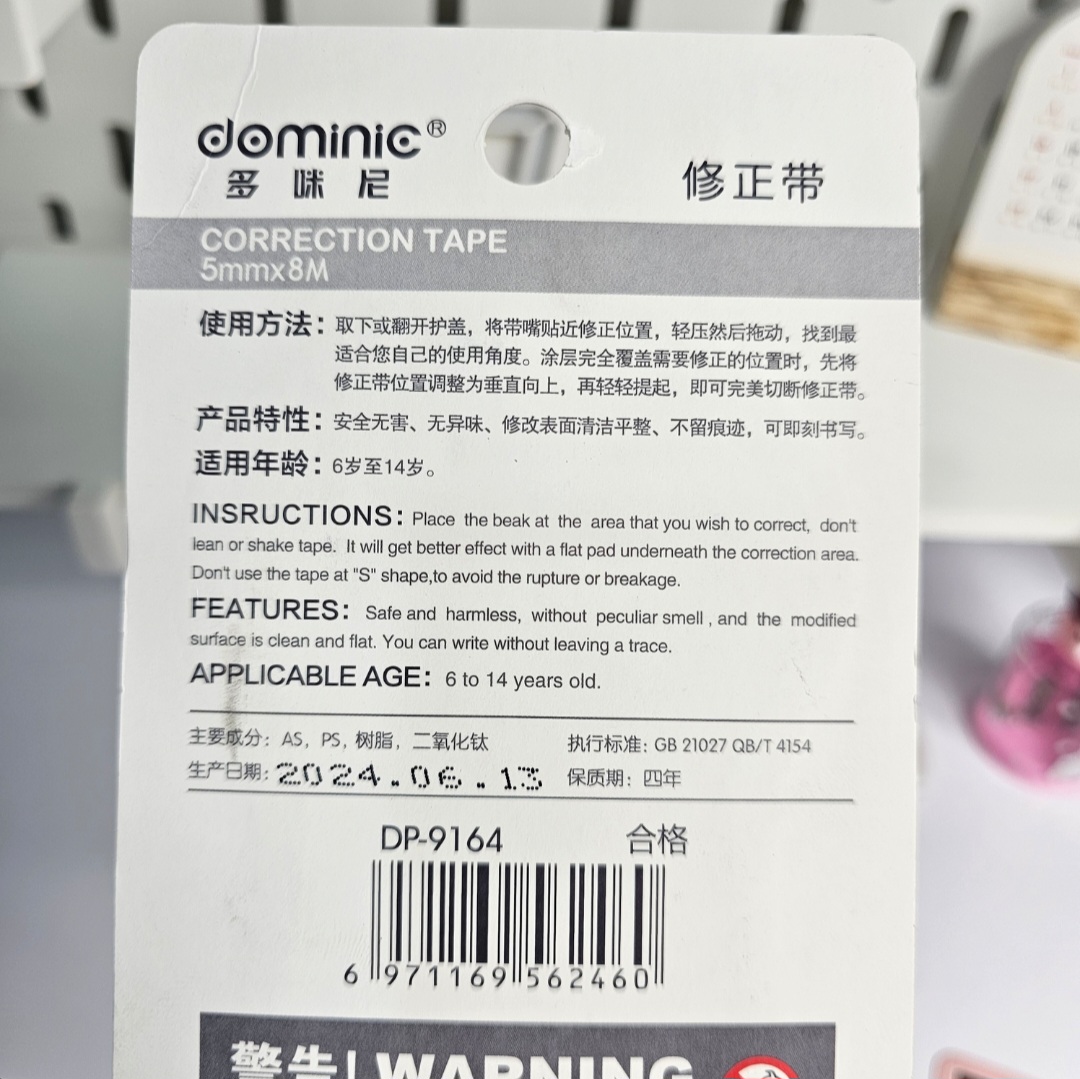 dominic®
多咪尼
修正带
CORRECTION TAPE
5mmx8M
使用方法：取下或翻开护盖，将带嘴贴近修正位置，轻压然后拖动，找到最
适合您自己的使用角度。涂层完全覆盖需要修正的位置时，先将
修正带位置调整为垂直向上，再轻轻提起，即可完美切断修正带。
产品特性：安全无害、无异味、修改表面清洁平整、不留痕迹，可即刻书写。
适用年龄：6岁至14岁。
INSRUCTIONS: Place the beak at the area that you wish to correct, don't
lean or shake tape. It will get better effect with a flat pad underneath the correction area.
Don't use the tape at "S" shape,to avoid the rupture or breakage.
FEATURES: Safe and harmless, without peculiar smell , and the modified
surface is clean and flat. You can write without leaving a trace.
APPLICABLE AGE: 6 to 14 years old.
主要成分：AS，PS，树脂，二氧化钛
执行标准：GB 21027 QB/T 4154
生产日期：2024.06.13
保质期：四年
DP-9164
合格
6 971169 562460
警告! WARNING